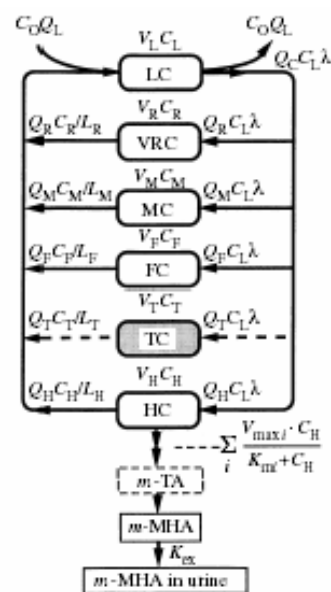 C_O Q_L C_O Q_L
V_L C_L
LC Q_C C_L λ
V_R C_R
Q_R C_R/L_R VRC Q_R C_L λ
V_M C_M
Q_M C_M/L_M MC Q_M C_L λ
V_F C_F
Q_F C_F/L_F FC Q_F C_L λ
V_T C_T
Q_T C_T/L_T TC Q_T C_L λ
V_H C_H
Q_H C_H/L_H HC Q_H C_L λ
∑_i V_max i · C_H / K_mi + C_H
m-TA
m-MHA
K_ex
m-MHA in urine